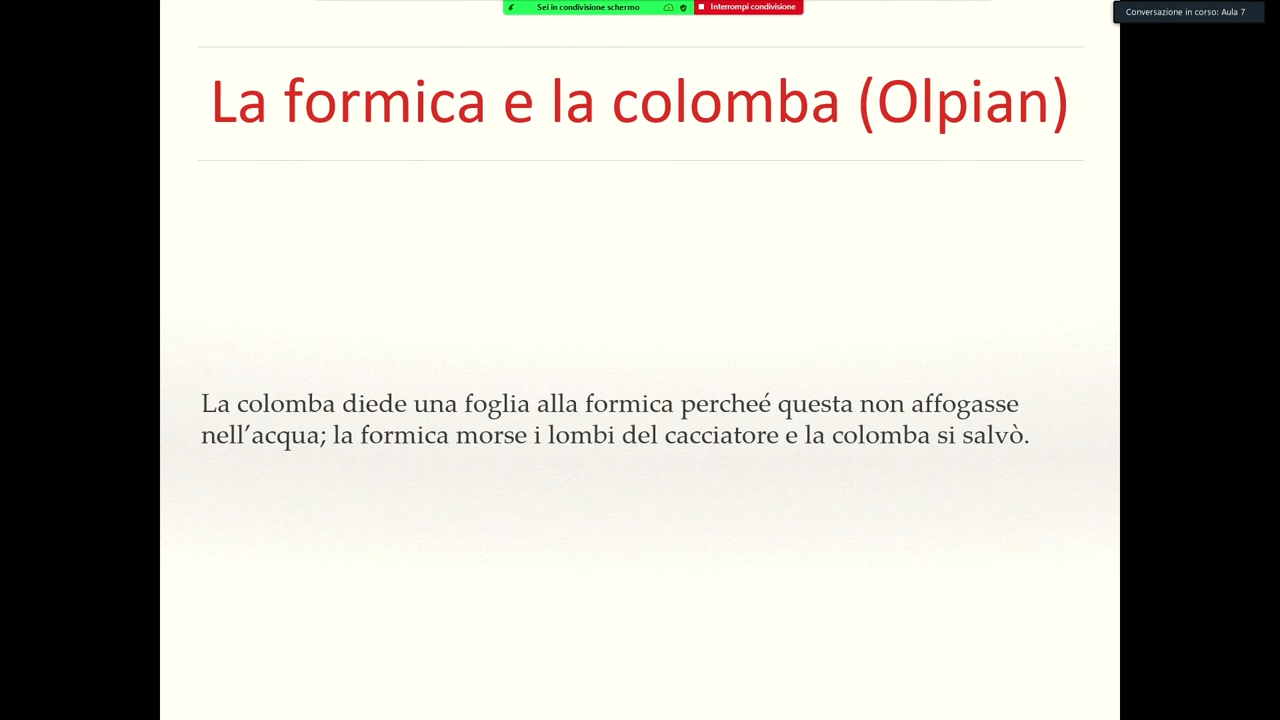 Sei in condivisione schermo
Interrompi condivisione
Conversazione in corso: Aula 7
La formica e la colomba (Olpian)
La colomba diede una foglia alla formica percheé questa non affogasse
nell’acqua; la formica morse i lombi del cacciatore e la colomba si salvò.